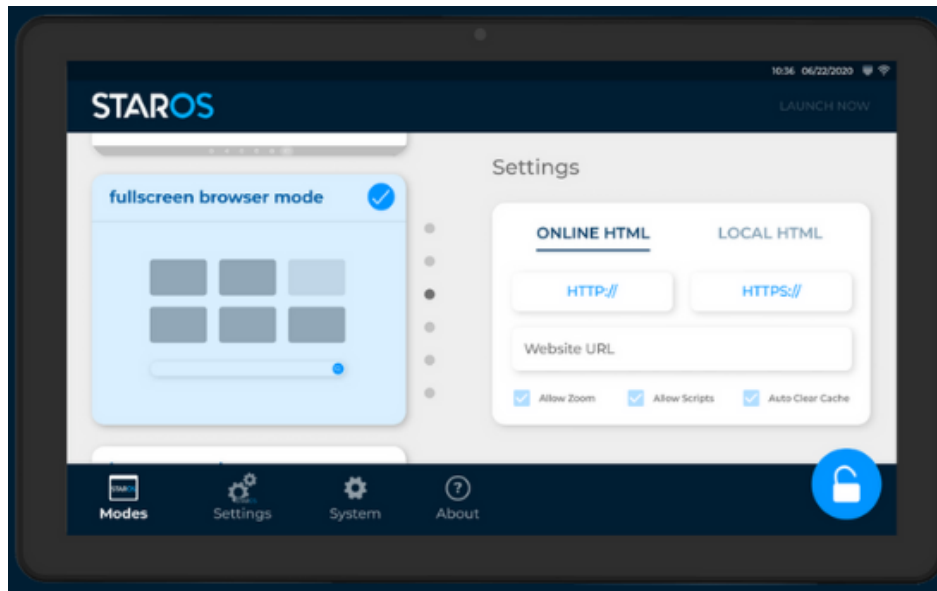 10:36 06/22/2020
STAROS
LAUNCH NOW
fullscreen browser mode
Settings
ONLINE HTML
LOCAL HTML
HTTP://
HTTPS://
Website URL
Allow Zoom
Allow Scripts
Auto Clear Cache
STAROS
Modes
Settings
System
About